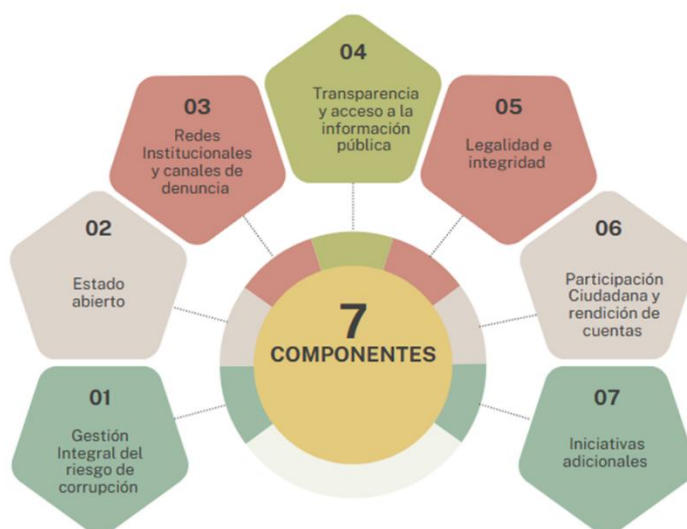 01
Gestión
Integral del
riesgo de
corrupción
02
Estado
abierto
03
Redes
Institucionales
y canales de
denuncia
04
Transparencia
y acceso a la
información
pública
05
Legalidad e
integridad
06
Participación
Ciudadana y
rendición de
cuentas
07
Iniciativas
adicionales
7
COMPONENTES